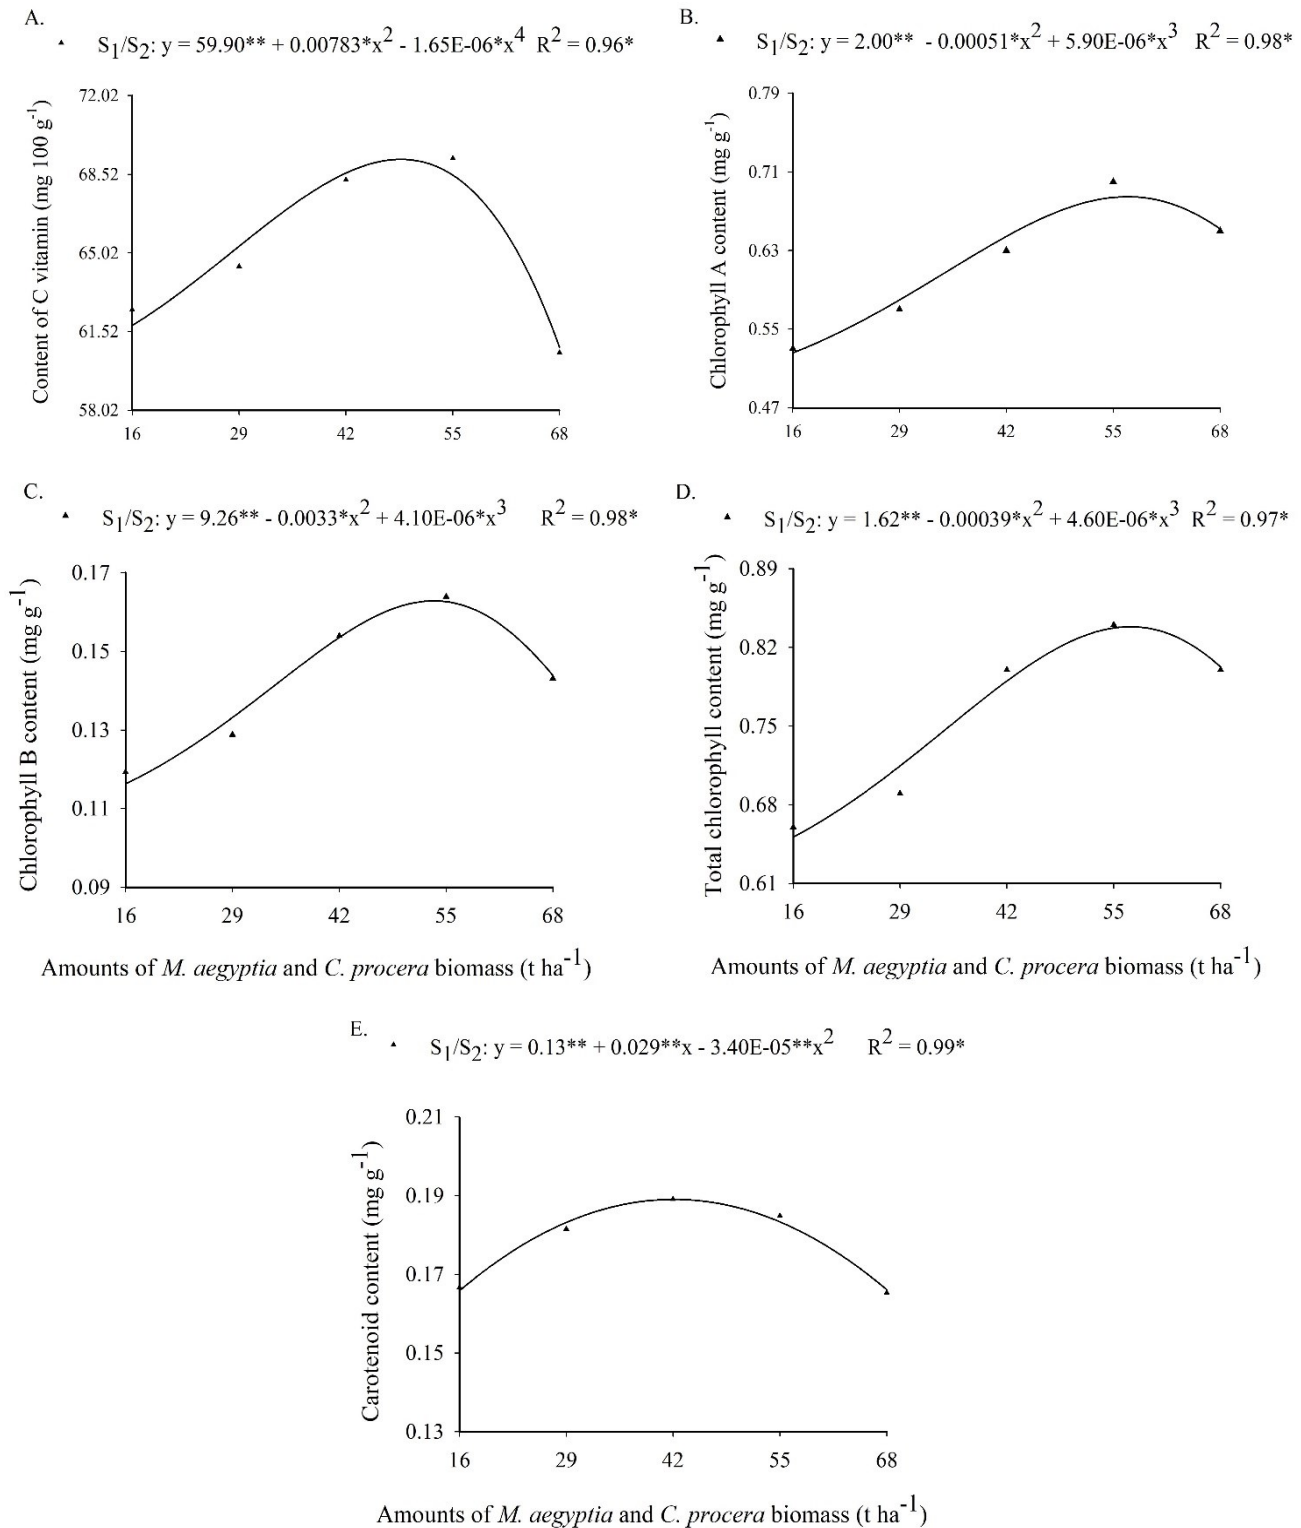 A.
▲ S₁/S₂: y = 59.90** + 0.00783*x² - 1.65E-06*x⁴ R² = 0.96*
Content of C vitamin (mg 100 g⁻¹)
72.02
68.52
65.02
61.52
58.02
16 29 42 55 68
B.
▲ S₁/S₂: y = 2.00** - 0.00051*x² + 5.90E-06*x³ R² = 0.98*
Chlorophyll A content (mg g⁻¹)
0.79
0.71
0.63
0.55
0.47
16 29 42 55 68
C.
▲ S₁/S₂: y = 9.26** - 0.0033*x² + 4.10E-06*x³ R² = 0.98*
Chlorophyll B content (mg g⁻¹)
0.17
0.15
0.13
0.11
0.09
16 29 42 55 68
Amounts of M. aegyptia and C. procera biomass (t ha⁻¹)
D.
▲ S₁/S₂: y = 1.62** - 0.00039*x² + 4.60E-06*x³ R² = 0.97*
Total chlorophyll content (mg g⁻¹)
0.89
0.82
0.75
0.68
0.61
16 29 42 55 68
Amounts of M. aegyptia and C. procera biomass (t ha⁻¹)
E.
▲ S₁/S₂: y = 0.13** + 0.029**x - 3.40E-05**x² R² = 0.99*
Carotenoid content (mg g⁻¹)
0.21
0.19
0.17
0.15
0.13
16 29 42 55 68
Amounts of M. aegyptia and C. procera biomass (t ha⁻¹)